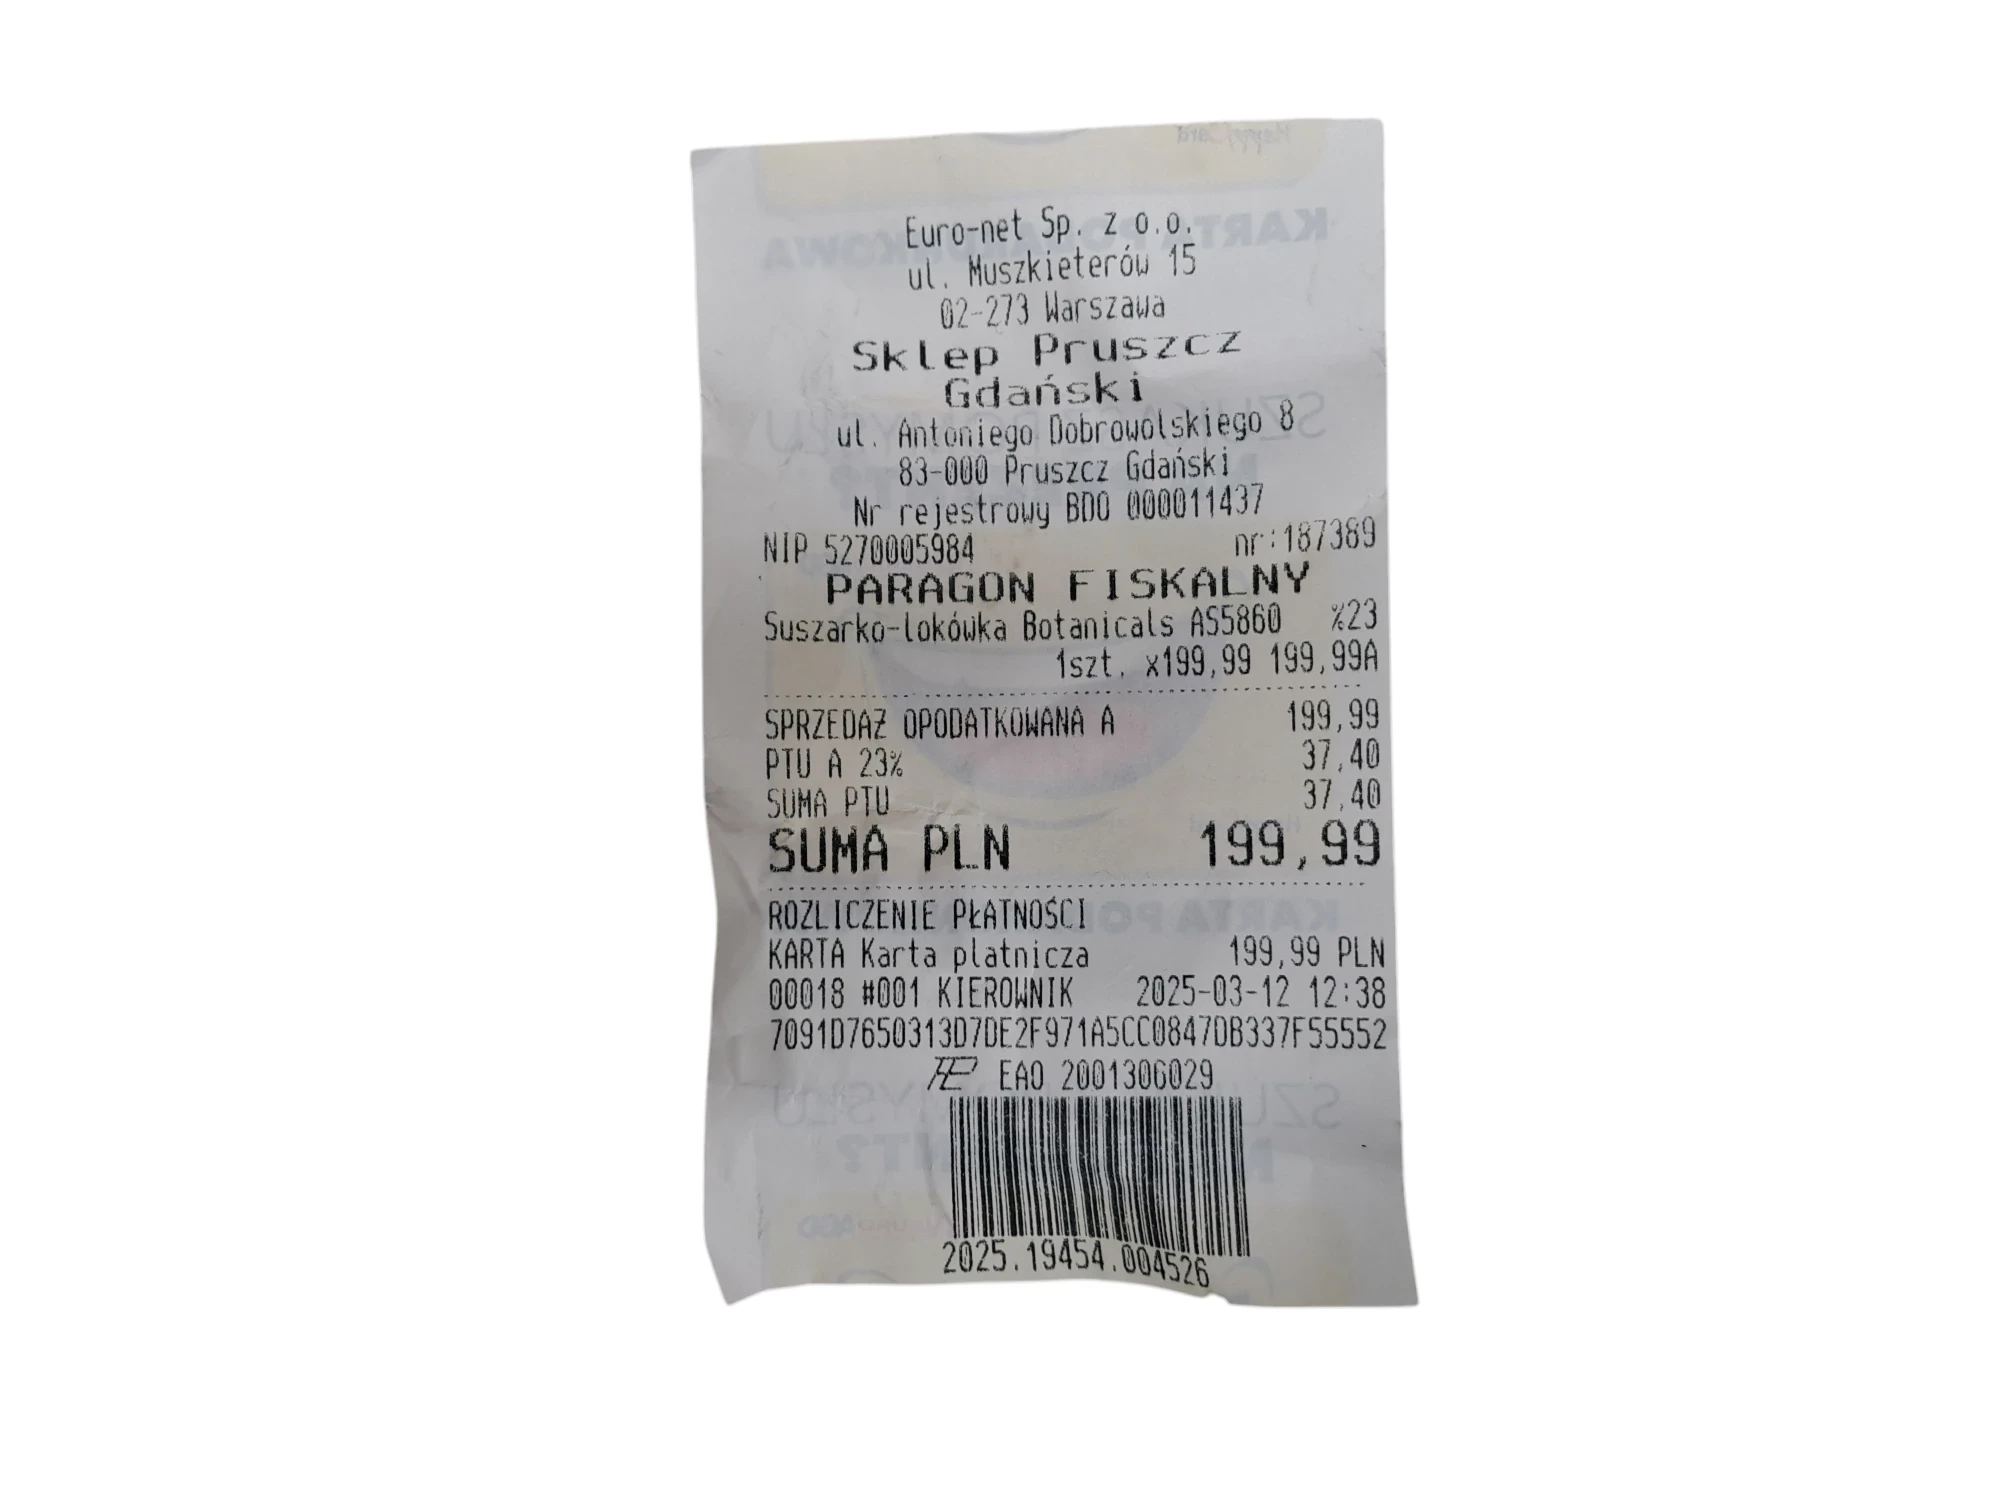 Euro-net Sp. z o.o.
ul. Muszkieterów 15
02-273 Warszawa
Sklep Pruszcz
Gdański
ul. Antoniego Dobrowolskiego 8
83-000 Pruszcz Gdański
Nr rejestrowy BDO 000011437
NIP 5270005984 nr:187389
PARAGON FISKALNY
Suszarko-lokówka Botanicals AS5860 %23
1szt. x199,99 199,99A
SPRZEDAŻ OPODATKOWANA A 199,99
PTU A 23% 37,40
SUMA PTU 37,40
SUMA PLN 199,99
ROZLICZENIE PŁATNOŚCI
KARTA Karta platnicza 199,99 PLN
00018 #001 KIEROWNIK 2025-03-12 12:38
7091D7650313D7DE2F971A5CC0847DB337F55552
EAO 2001306029
2025.19454.004526